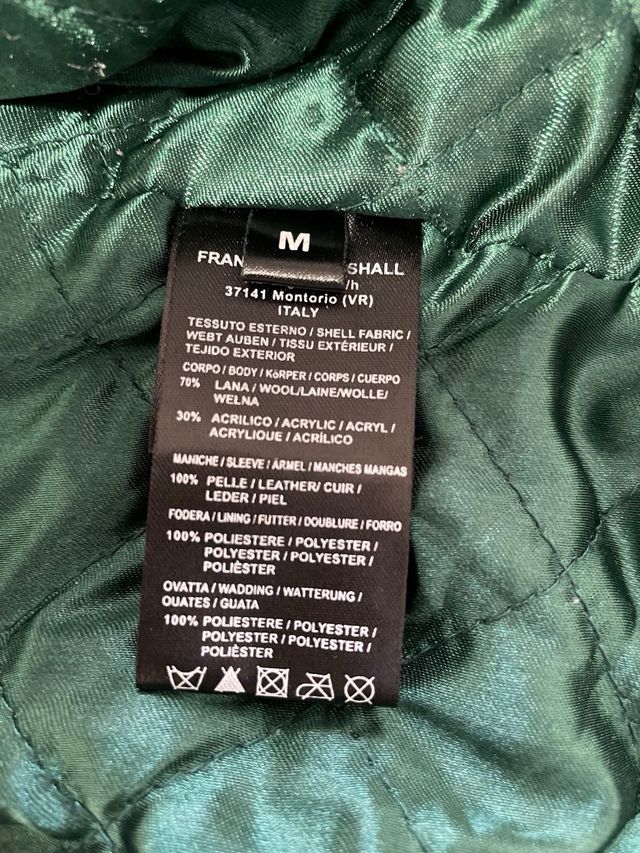 M
FRAN SHALL
/h
37141 Montorio (VR)
ITALY
TESSUTO ESTERNO / SHELL FABRIC /
WEBT AUBEN / TISSU EXTÉRIEUR /
TEJIDO EXTERIOR
CORPO / BODY / KöRPER / CORPS / CUERPO
70% LANA / WOOL/LAINE/WOLLE/
WEŁNA
30% ACRILICO / ACRYLIC / ACRYL /
ACRYLIQUE / ACRÍLICO
MANICHE / SLEEVE / ÄRMEL / MANCHES MANGAS
100% PELLE / LEATHER/ CUIR /
LEDER / PIEL
FODERA / LINING / FUTTER / DOUBLURE / FORRO
100% POLIESTERE / POLYESTER /
POLYESTER / POLYESTER /
POLIÈSTER
OVATTA / WADDING / WATTERUNG /
OUATES / GUATA
100% POLIESTERE / POLYESTER /
POLYESTER / POLYESTER /
POLIÈSTER